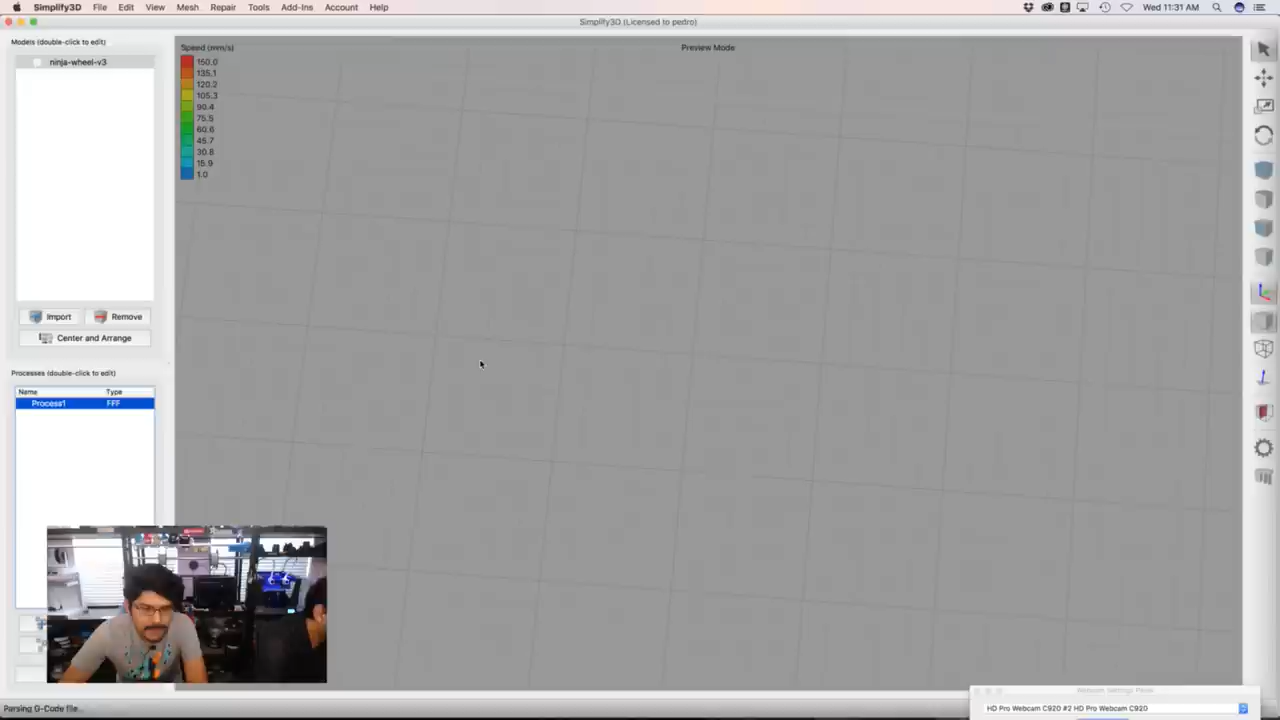 Simplify3D File Edit View Mesh Repair Tools Add-Ins Account Help
Wed 11:31 AM
Simplify3D (Licensed to pedro)
Models (double-click to edit)
ninja-wheel-v3
Import Remove
Center and Arrange
Processes (double-click to edit)
Name Type
Process1 FFF
Speed (mm/s)
150.0
135.1
120.2
105.3
90.4
75.5
60.6
45.7
30.8
15.9
1.0
Preview Mode
Parsing G-Code file...
Webcam Settings Panel
HD Pro Webcam C920 #2 HD Pro Webcam C920